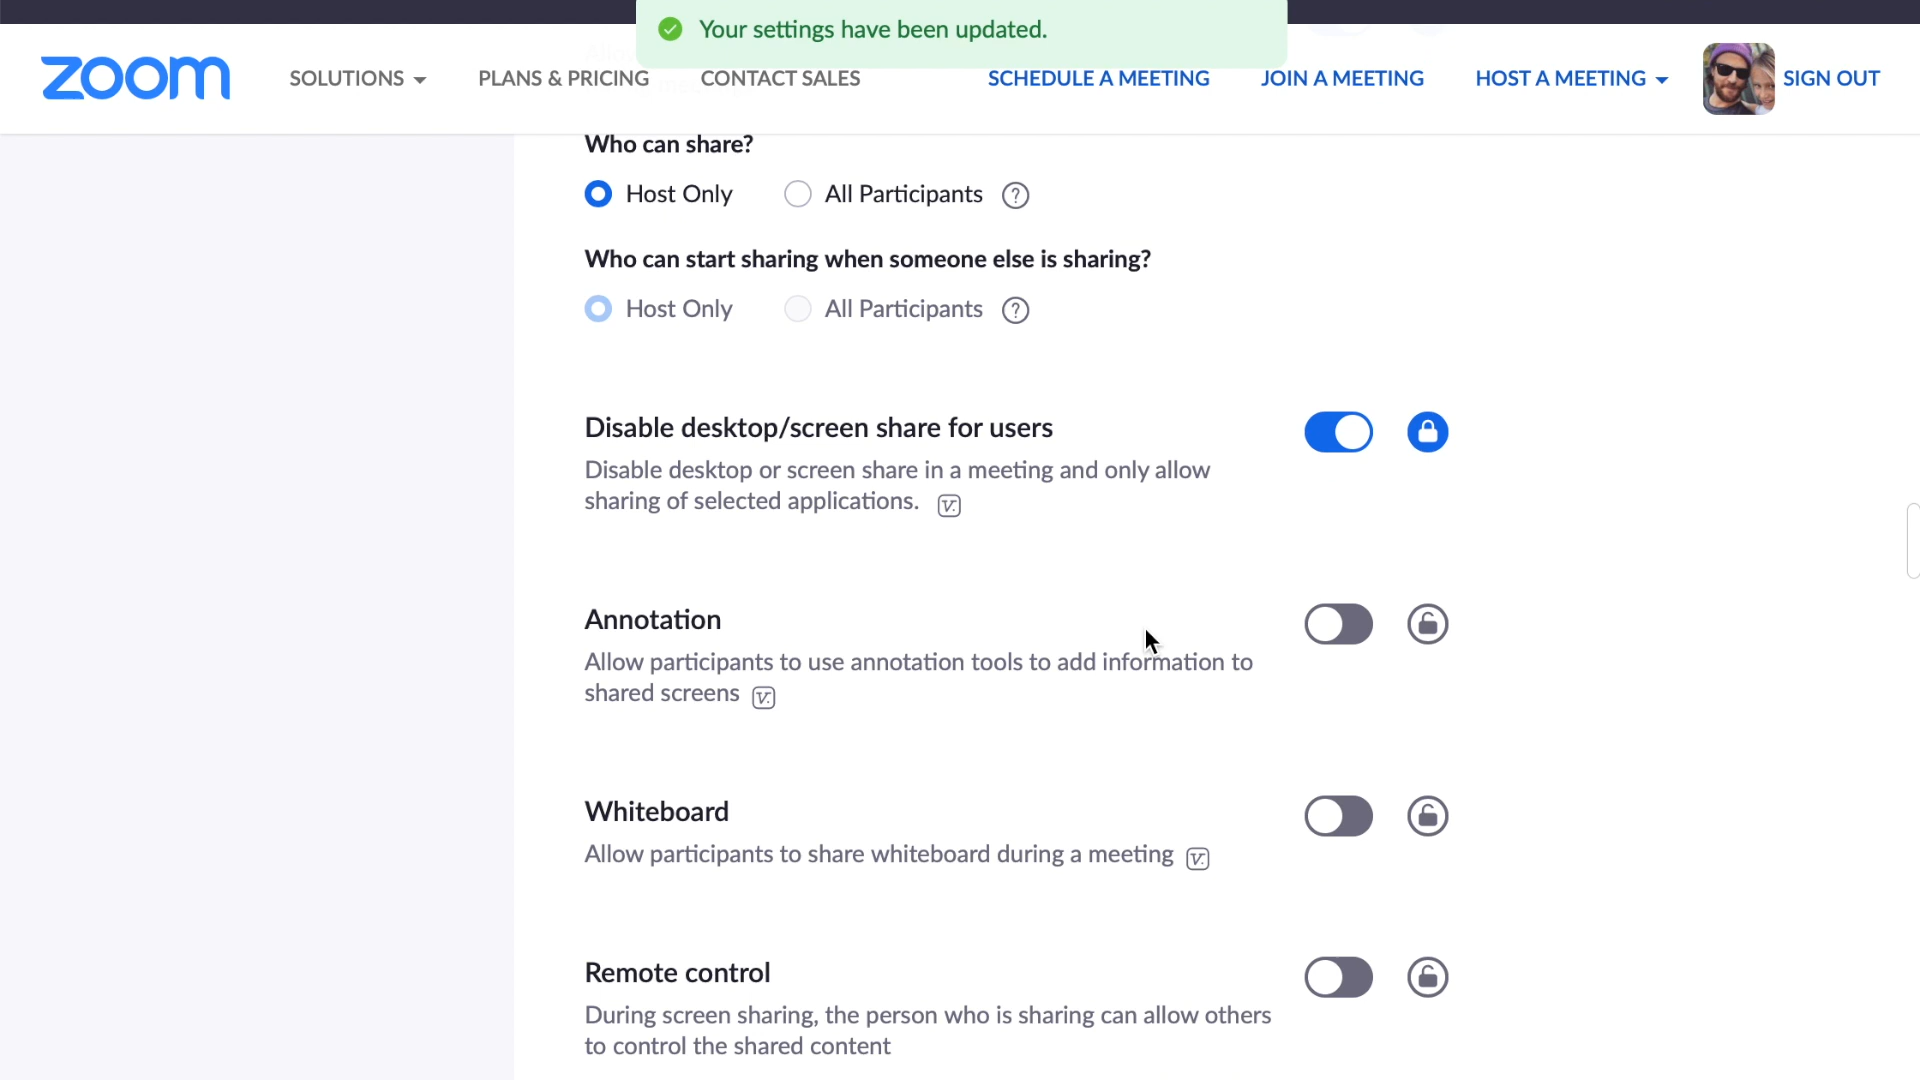 Your settings have been updated.
zoom
SOLUTIONS
PLANS & PRICING
CONTACT SALES
SCHEDULE A MEETING
JOIN A MEETING
HOST A MEETING
SIGN OUT
Who can share?
Host Only
All Participants ?
Who can start sharing when someone else is sharing?
Host Only
All Participants ?
Disable desktop/screen share for users
Disable desktop or screen share in a meeting and only allow
sharing of selected applications. V.
Annotation
Allow participants to use annotation tools to add information to
shared screens V.
Whiteboard
Allow participants to share whiteboard during a meeting V.
Remote control
During screen sharing, the person who is sharing can allow others
to control the shared content